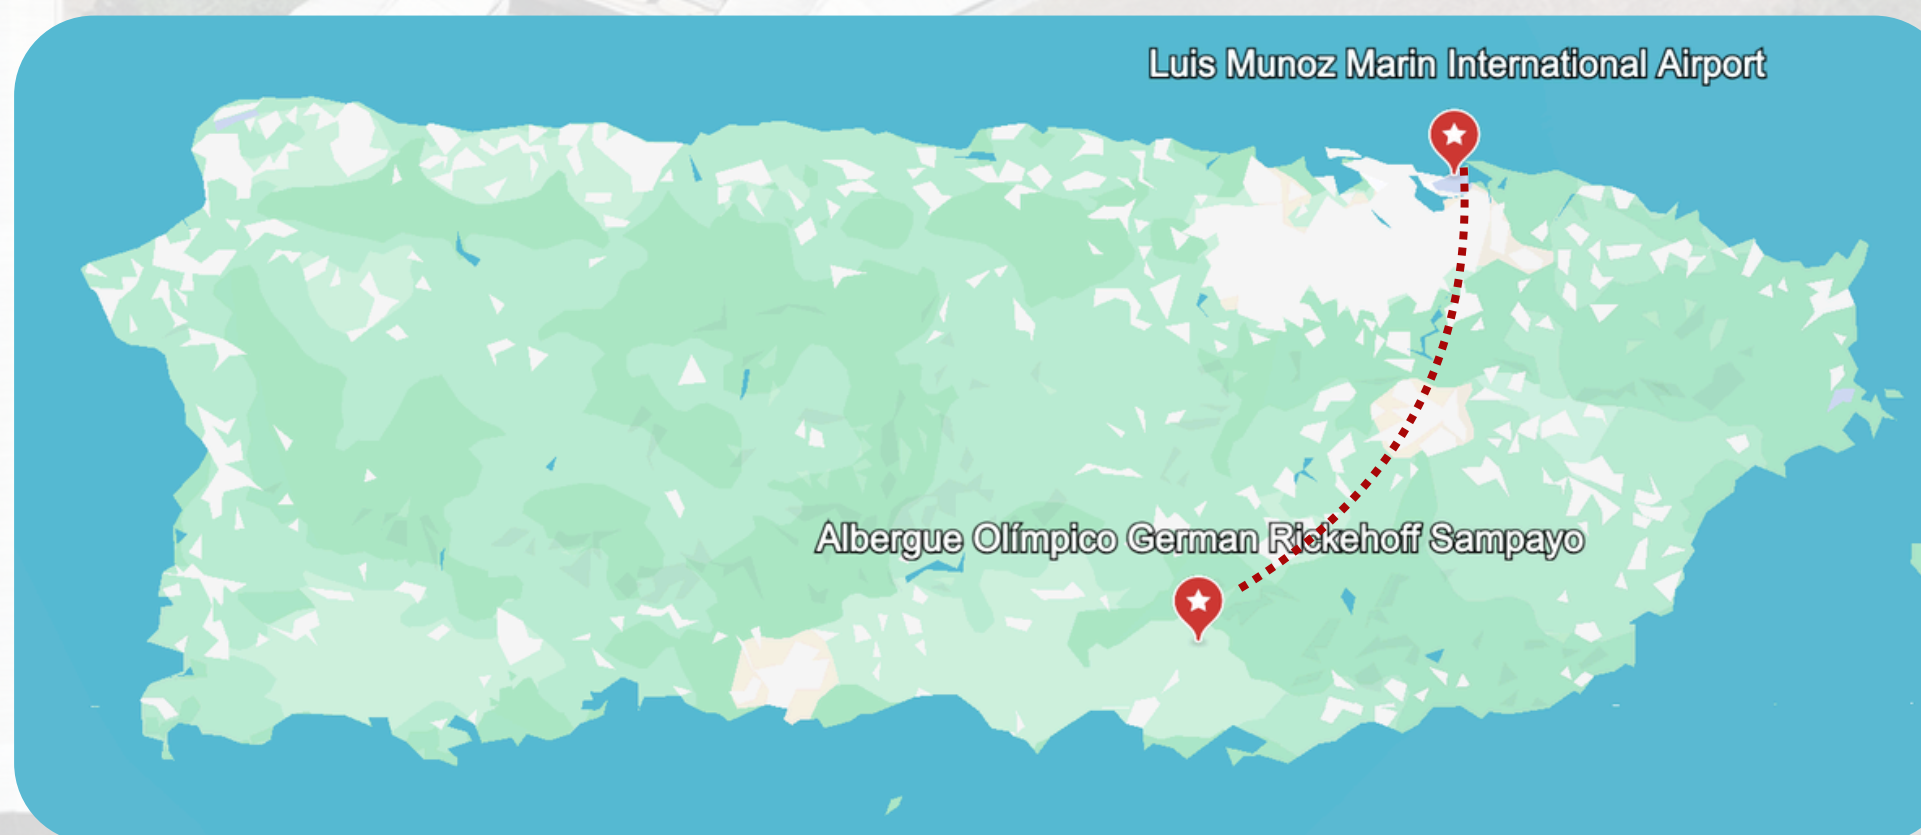 Luis Munoz Marin International Airport
Albergue Olímpico German Rickehoff Sampayo